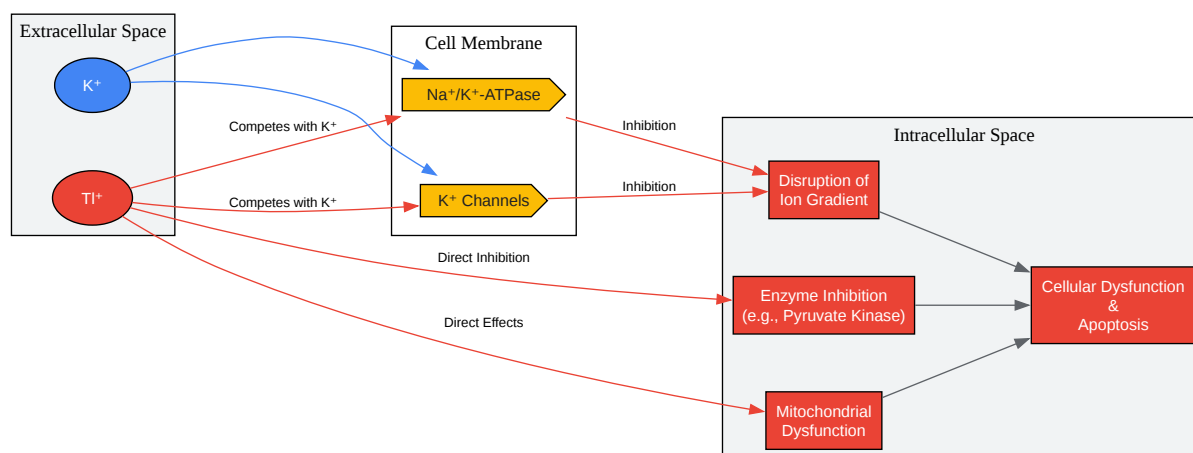 Extracellular Space
K⁺
Tl⁺
Cell Membrane
Na⁺/K⁺-ATPase
K⁺ Channels
Competes with K⁺
Competes with K⁺
Direct Inhibition
Direct Effects
Inhibition
Inhibition
Intracellular Space
Disruption of
Ion Gradient
Enzyme Inhibition
(e.g., Pyruvate Kinase)
Mitochondrial
Dysfunction
Cellular Dysfunction
&
Apoptosis